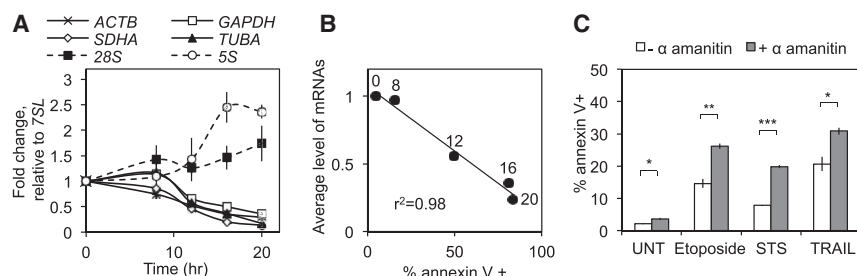 A
ACTB
GAPDH
SDHA
TUBA
28S
5S
Fold change,
relative to 7SL
3
2.5
2
1.5
1
0.5
0
0 10 20
Time (hr)
B
Average level of mRNAs
1
0.5
0
0
8
12
16
20
r²=0.98
0 50 100
% annexin V +
C
- α amanitin
+ α amanitin
% annexin V+
50
40
30
20
10
0
*
**
***
*
UNT Etoposide STS TRAIL